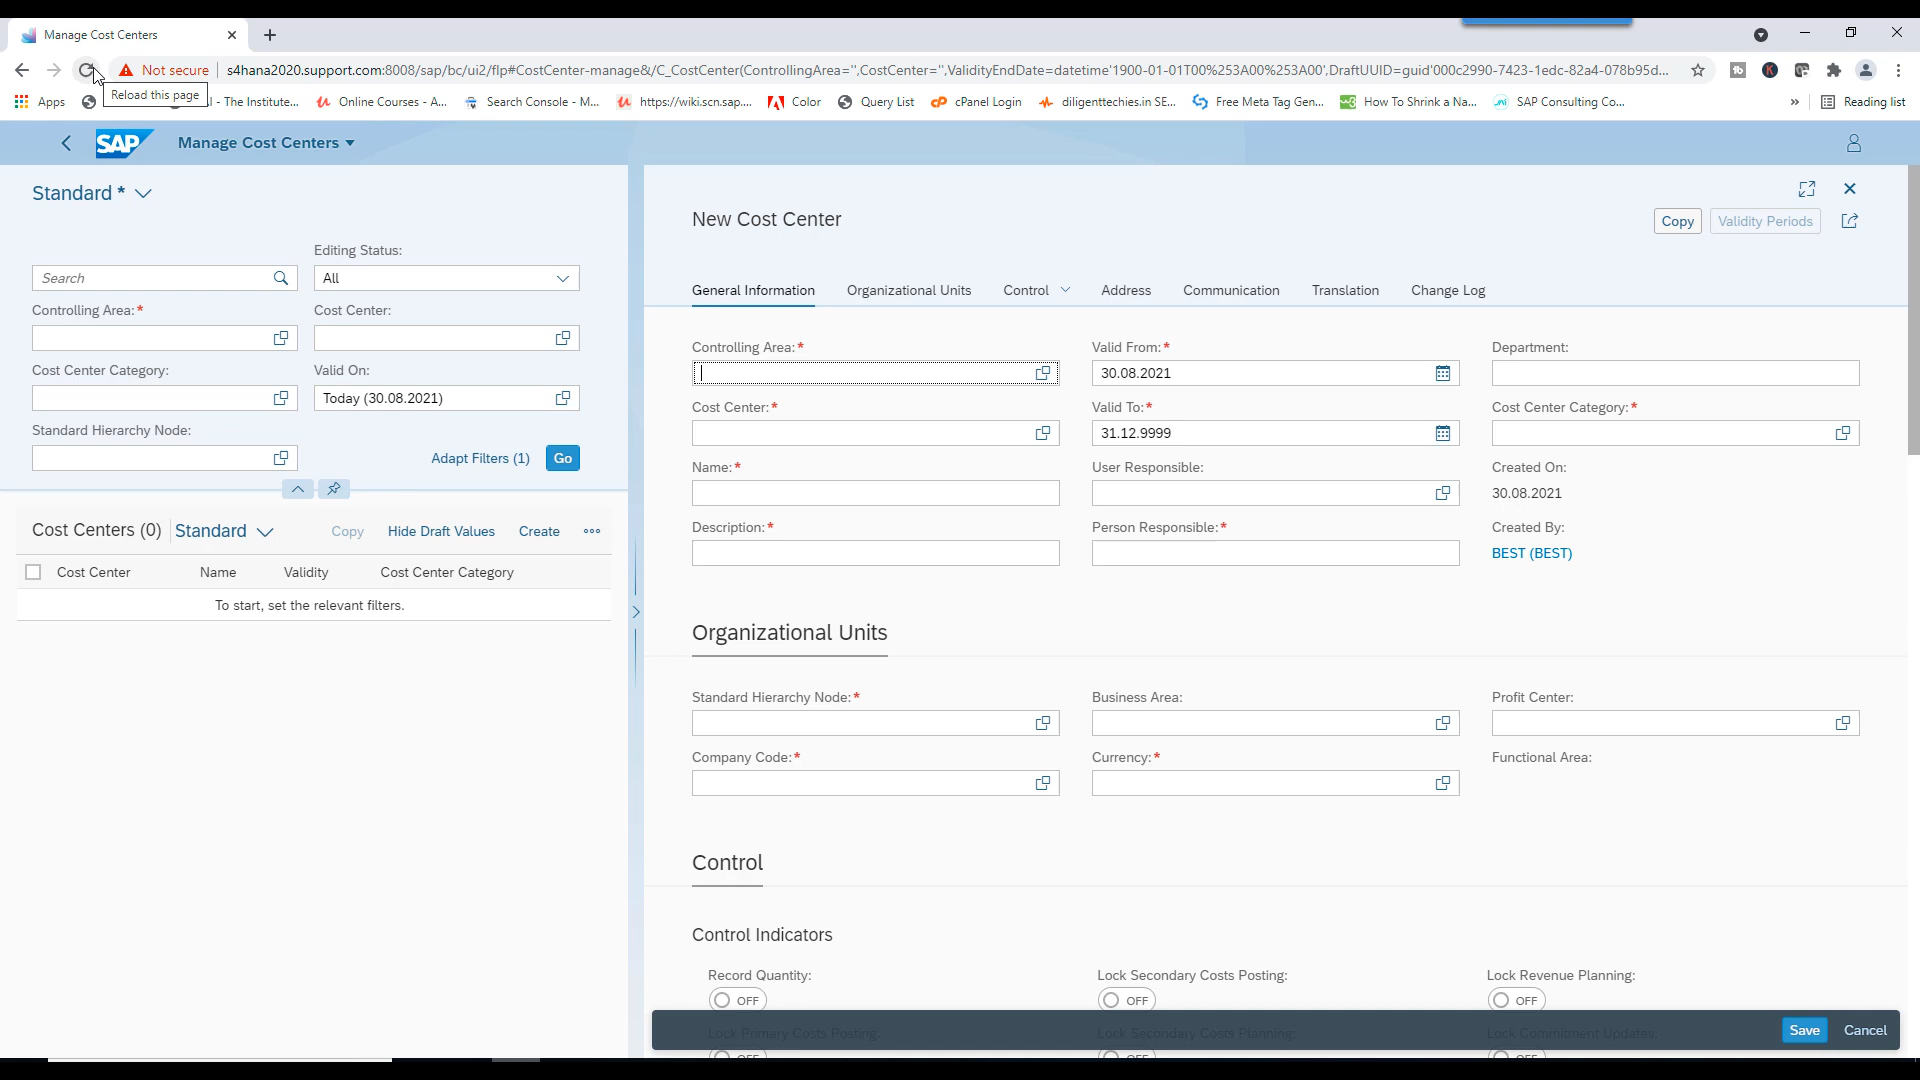 Manage Cost Centers
Not secure
s4hana2020.support.com:8008/sap/bc/ui2/flp#CostCenter-manage&/C_CostCenter(ControllingArea='',CostCenter='',ValidityEndDate=datetime'1900-01-01T00%253A00%253A00',DraftUUID=guid'000c2990-7423-1edc-82a4-078b95d...
Apps
I - The Institute...
Online Courses - A...
Search Console - M...
https://wiki.scn.sap....
Color
Query List
cPanel Login
diligenttechies.in SE...
Free Meta Tag Gen...
How To Shrink a Na...
SAP Consulting Co...
»
Reading list
Reload this page
SAP
Manage Cost Centers
Standard *
Editing Status:
Search
All
Controlling Area:*
Cost Center:
Cost Center Category:
Valid On:
Today (30.08.2021)
Standard Hierarchy Node:
Adapt Filters (1)
Go
Cost Centers (0)
Standard
Copy
Hide Draft Values
Create
Cost Center
Name
Validity
Cost Center Category
To start, set the relevant filters.
New Cost Center
Copy
Validity Periods
General Information
Organizational Units
Control
Address
Communication
Translation
Change Log
Controlling Area:*
Valid From:*
Department:
30.08.2021
Cost Center:*
Valid To:*
Cost Center Category:*
31.12.9999
Name:*
User Responsible:
Created On:
30.08.2021
Description:*
Person Responsible:*
Created By:
BEST (BEST)
Organizational Units
Standard Hierarchy Node:*
Business Area:
Profit Center:
Company Code:*
Currency:*
Functional Area:
Control
Control Indicators
Record Quantity:
Lock Secondary Costs Posting:
Lock Revenue Planning:
OFF
OFF
OFF
Lock Primary Costs Posting:
Lock Secondary Costs Planning:
Lock Commitment Updates:
Save
Cancel
OFF
OFF
OFF